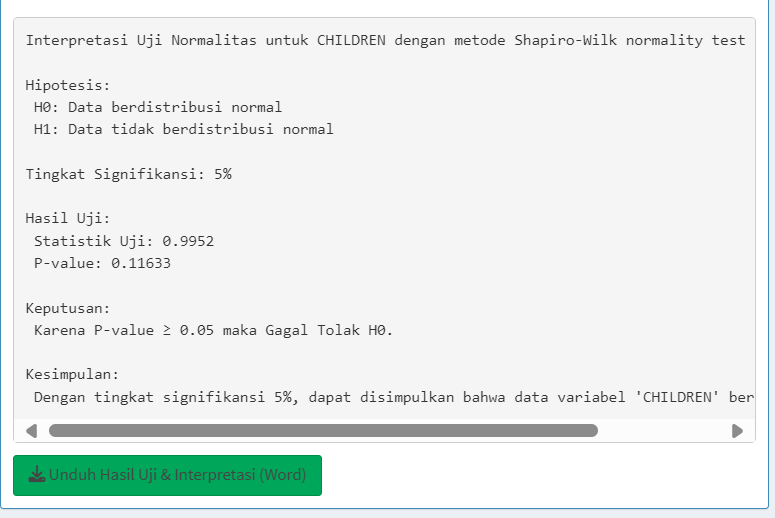 Interpretasi Uji Normalitas untuk CHILDREN dengan metode Shapiro-Wilk normality test
Hipotesis:
H0: Data berdistribusi normal
H1: Data tidak berdistribusi normal
Tingkat Signifikansi: 5%
Hasil Uji:
Statistik Uji: 0.9952
P-value: 0.11633
Keputusan:
Karena P-value ≥ 0.05 maka Gagal Tolak H0.
Kesimpulan:
Dengan tingkat signifikansi 5%, dapat disimpulkan bahwa data variabel 'CHILDREN' ber
Unduh Hasil Uji & Interpretasi (Word)